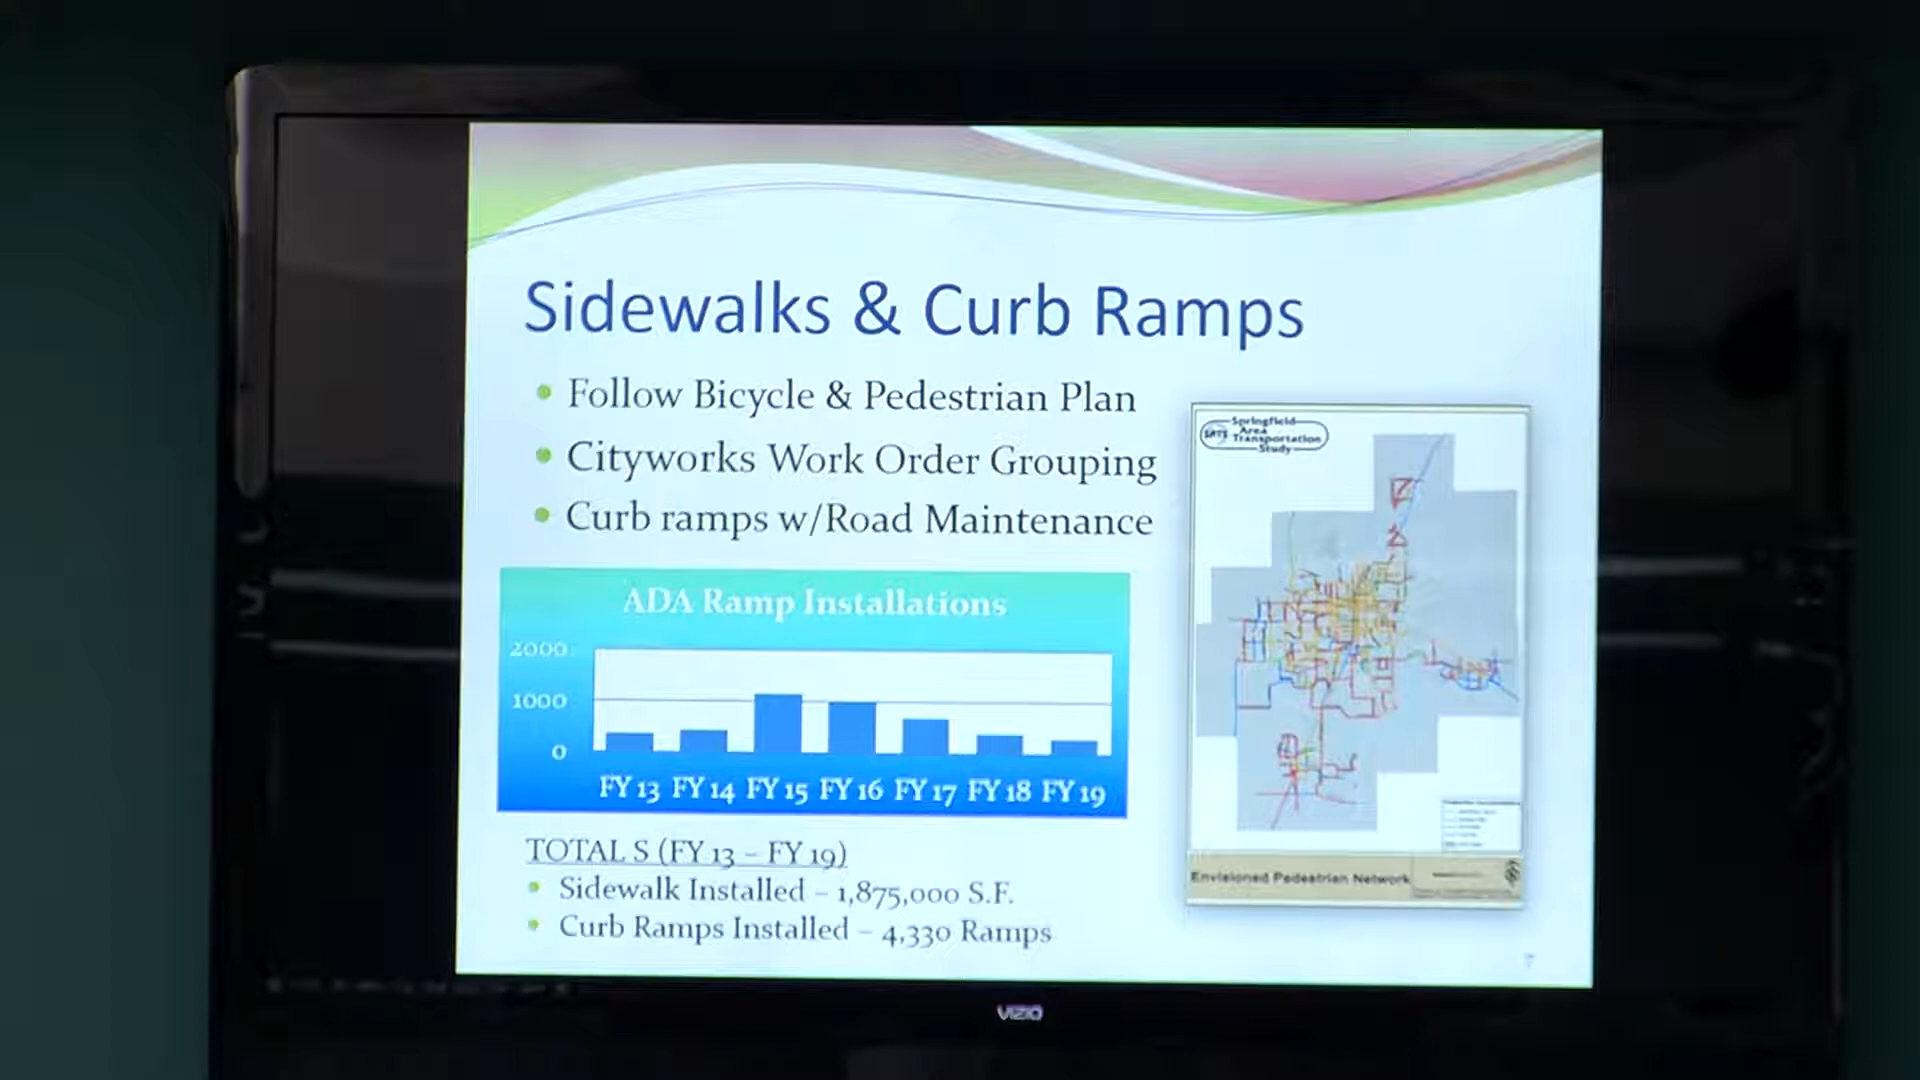 Sidewalks & Curb Ramps
Follow Bicycle & Pedestrian Plan
Cityworks Work Order Grouping
Curb ramps w/Road Maintenance
Springfield
Area
SATS Transportation
Study
ADA Ramp Installations
2000
1000
0
FY 13 FY 14 FY 15 FY 16 FY 17 FY 18 FY 19
Envisioned Pedestrian Network
TOTAL S (FY 13 – FY 19)
Sidewalk Installed – 1,875,000 S.F.
Curb Ramps Installed – 4,330 Ramps
7
VIZIO